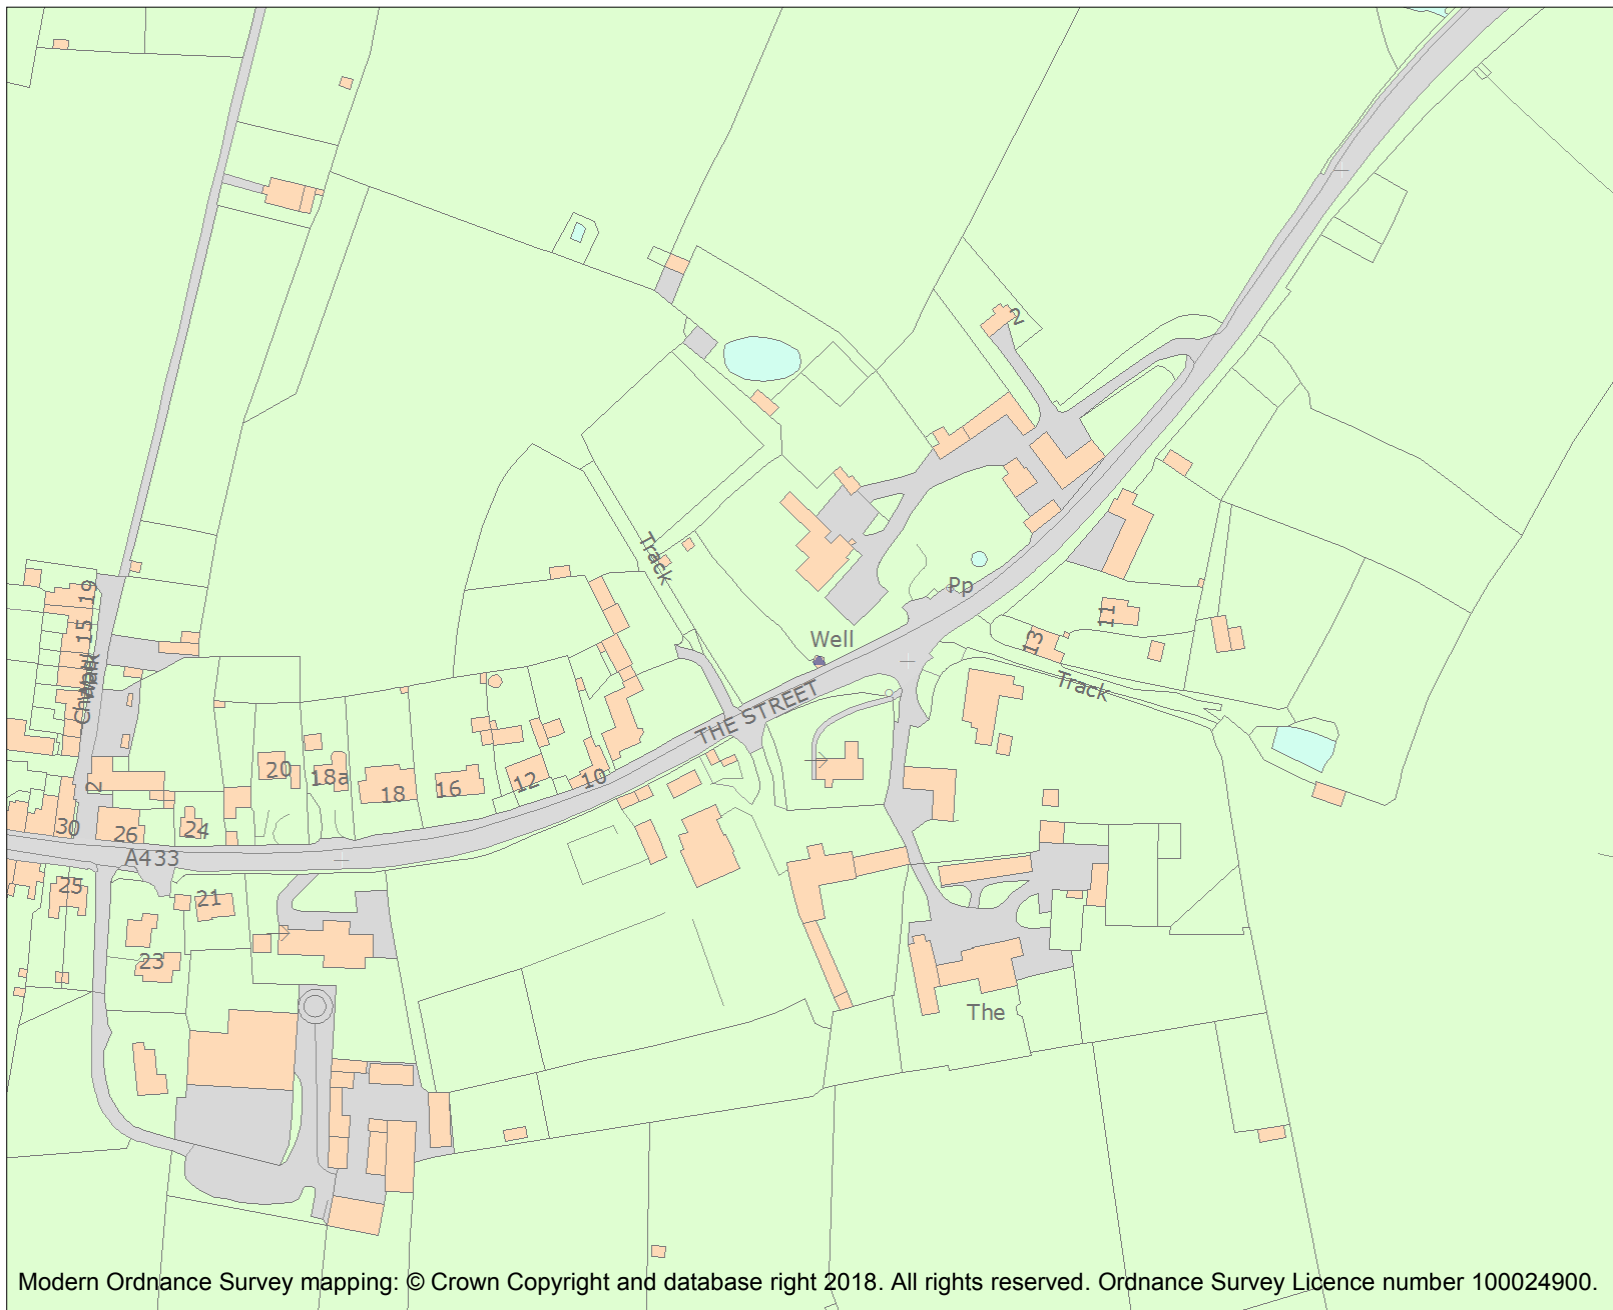 2
Track
19
15
Pp
11
Well
13
Track
Chapel
Walk
THE STREET
20
18a
18
16
12
10
2
30
26
24
A433
25
21
23
The
Modern Ordnance Survey mapping: © Crown Copyright and database right 2018. All rights reserved. Ordnance Survey Licence number 100024900.